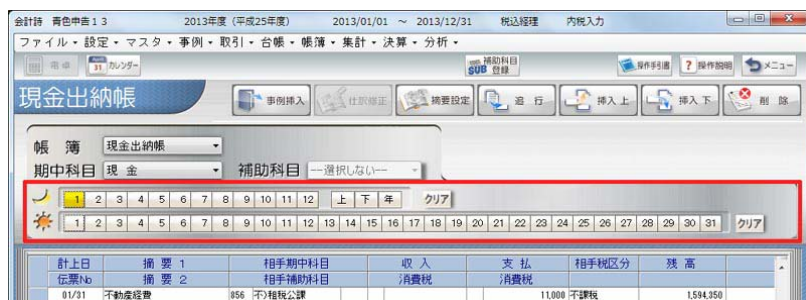 会計時 青色申告13 2013年度(平成25年度) 2013/01/01 ～ 2013/12/31 税込経理 内税入力
ファイル・設定・マスタ・事例・取引・台帳・帳簿・集計・決算・分析・
電卓 31 カレンダー SUB 補助科目登録 操作手引書 ? 操作説明 メニュー
現金出納帳 事例挿入 仕訳修正 摘要設定 追 行 挿入上 挿入下 削 除
帳 簿 現金出納帳
期中科目 現 金 補助科目 --選択しない--
1 2 3 4 5 6 7 8 9 10 11 12 上 下 年 クリア
1 2 3 4 5 6 7 8 9 10 11 12 13 14 15 16 17 18 19 20 21 22 23 24 25 26 27 28 29 30 31 クリア
計上日 摘 要 1 相手期中科目 収 入 支 払 相手税区分 残 高
伝票No 摘 要 2 相手補助科目 消費税 消費税
01/31 不動産経費 856 不)租税公課 11,000 不課税 1,594,350